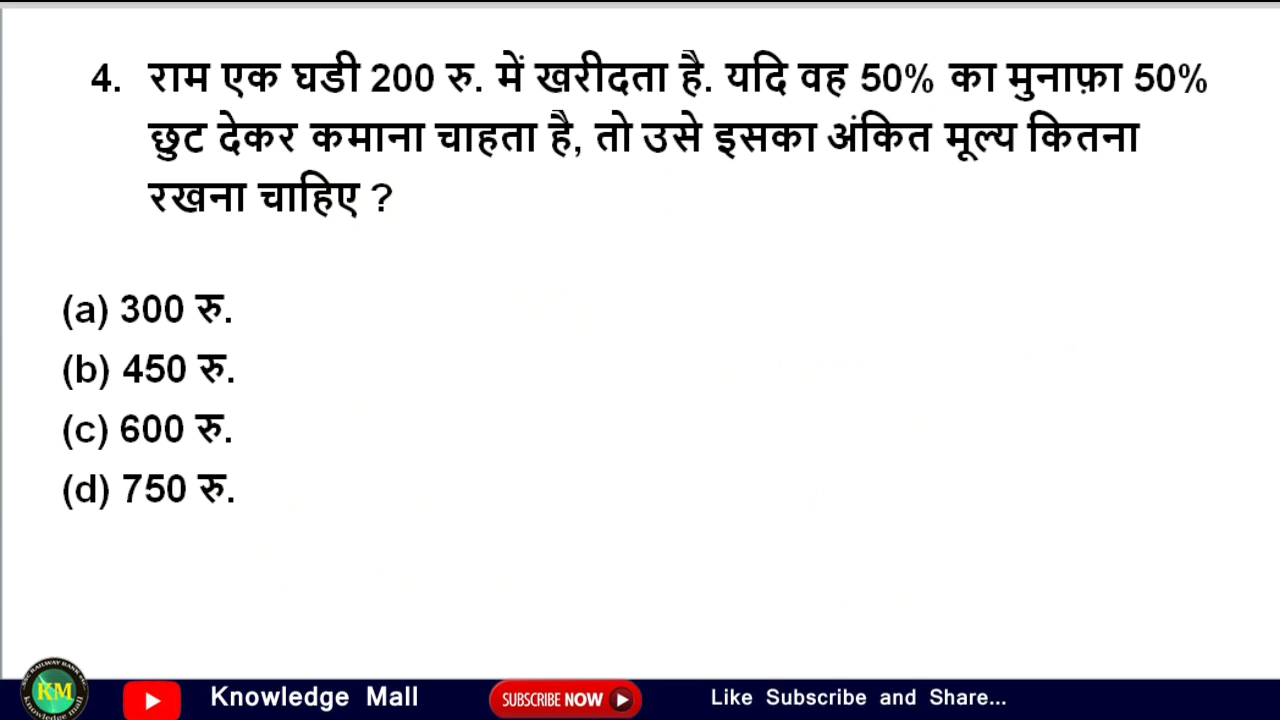 4. राम एक घडी 200 रु. में खरीदता है. यदि वह 50% का मुनाफ़ा 50%
छुट देकर कमाना चाहता है, तो उसे इसका अंकित मूल्य कितना
रखना चाहिए ?
(a) 300 रु.
(b) 450 रु.
(c) 600 रु.
(d) 750 रु.
KM
Knowledge Mall
SUBSCRIBE NOW
Like Subscribe and Share...